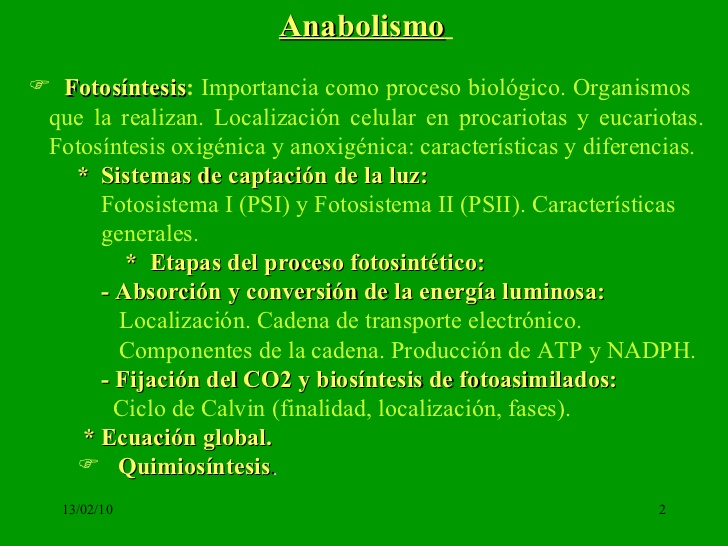 Anabolismo
☞ Fotosíntesis: Importancia como proceso biológico. Organismos
que la realizan. Localización celular en procariotas y eucariotas.
Fotosíntesis oxigénica y anoxigénica: características y diferencias.
* Sistemas de captación de la luz:
Fotosistema I (PSI) y Fotosistema II (PSII). Características
generales.
* Etapas del proceso fotosintético:
- Absorción y conversión de la energía luminosa:
Localización. Cadena de transporte electrónico.
Componentes de la cadena. Producción de ATP y NADPH.
- Fijación del CO2 y biosíntesis de fotoasimilados:
Ciclo de Calvin (finalidad, localización, fases).
* Ecuación global.
☞ Quimiosíntesis.
13/02/10 2